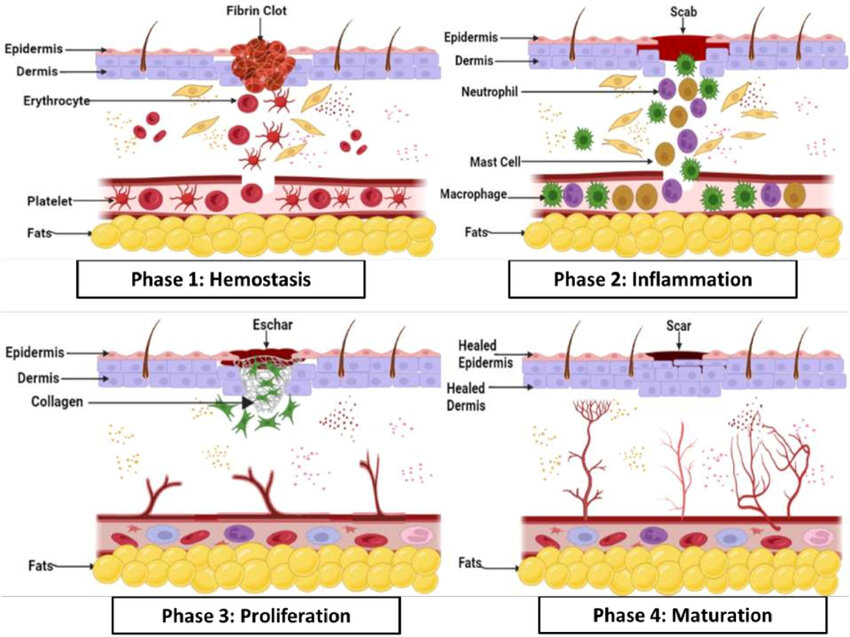 Fibrin Clot
Epidermis
Dermis
Erythrocyte
Platelet
Fats
Phase 1: Hemostasis
Scab
Epidermis
Dermis
Neutrophil
Mast Cell
Macrophage
Fats
Phase 2: Inflammation
Eschar
Epidermis
Dermis
Collagen
Fats
Phase 3: Proliferation
Scar
Healed
Epidermis
Healed
Dermis
Fats
Phase 4: Maturation